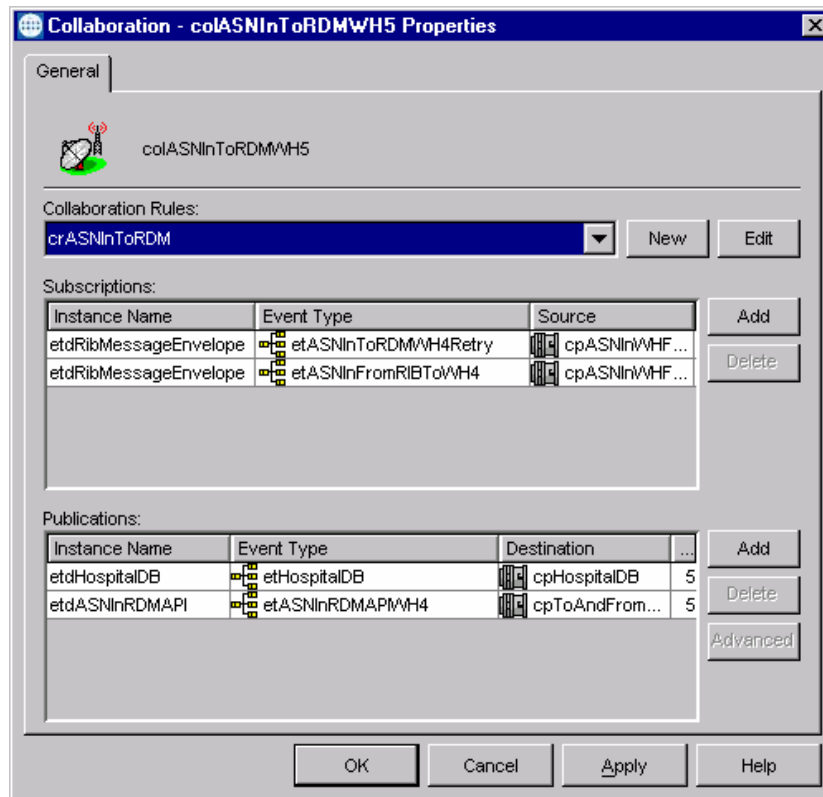 Collaboration - colASNInToRDMWH5 Properties
General
colASNInToRDMWH5
Collaboration Rules:
crASNInToRDM New Edit
Subscriptions:
Instance Name Event Type Source Add
etdRibMessageEnvelope etASNInToRDMWH4Retry cpASNInWHF...
etdRibMessageEnvelope etASNInFromRIBToWH4 cpASNInWHF... Delete
Publications:
Instance Name Event Type Destination ... Add
etdHospitalDB etHospitalDB cpHospitalDB 5
etdASNInRDMAPI etASNInRDMAPIWH4 cpToAndFrom... 5 Delete
Advanced
OK Cancel Apply Help